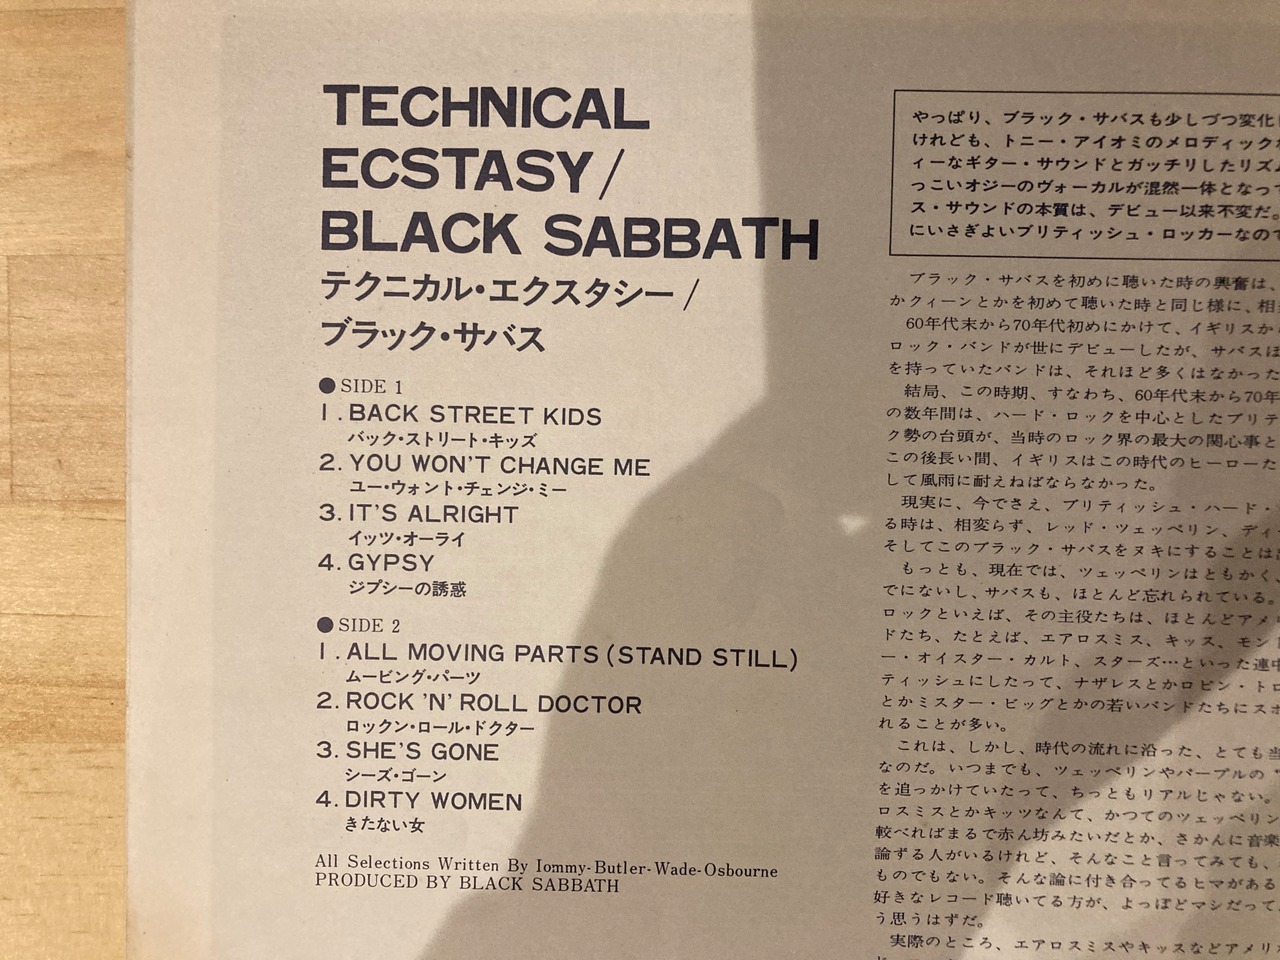 TECHNICAL
ECSTASY/
BLACK SABBATH
テクニカル・エクスタシー/
ブラック・サバス
●SIDE 1
1.BACK STREET KIDS
バック・ストリート・キッズ
2.YOU WON'T CHANGE ME
ユー・ウォント・チェンジ・ミー
3.IT'S ALRIGHT
イッツ・オーライ
4.GYPSY
ジプシーの誘惑
●SIDE 2
1.ALL MOVING PARTS(STAND STILL)
ムービング・パーツ
2.ROCK 'N' ROLL DOCTOR
ロックン・ロール・ドクター
3.SHE'S GONE
シーズ・ゴーン
4.DIRTY WOMEN
きたない女
All Selections Written By Iommy-Butler-Wade-Osbourne
PRODUCED BY BLACK SABBATH
やっぱり、ブラック・サバスも少しづつ変化
けれども、トニー・アイオミのメロディック
ィーなギター・サウンドとガッチリしたリズム
っこいオジーのヴォーカルが混然一体となって
ス・サウンドの本質は、デビュー以来不変だ。
にいさぎよいブリティッシュ・ロッカーなので
ブラック・サバスを初めに聴いた時の興奮は、
かクィーンとかを初めて聴いた時と同じ様に、相
60年代末から70年代初めにかけて、イギリスか
ロック・バンドが世にデビューしたが、サバスほ
を持っていたバンドは、それほど多くはなかった
結局、この時期、すなわち、60年代末から70年
の数年間は、ハード・ロックを中心としたブリテ
ク勢の台頭が、当時のロック界の最大の関心事と
この後長い間、イギリスはこの時代のヒーローた
して風雨に耐えねばならなかった。
現実に、今でさえ、ブリティッシュ・ハード・
る時は、相変らず、レッド・ツェッペリン、ディ
そしてこのブラック・サバスをヌキにすることは
もっとも、現在では、ツェッペリンはともかく、
でにないし、サバスも、ほとんど忘れられている。
ロックといえば、その主役たちは、ほとんどアメ
ドたち、たとえば、エアロスミス、キッス、モン
ー・オイスター・カルト、スターズ…といった連中
ティッシュにしたって、ナザレスとかロビン・トロ
とかミスター・ビッグとかの若いバンドたちにスポ
れることが多い。
これは、しかし、時代の流れに沿った、とても当
なのだ。いつまでも、ツェッペリンやパープルの
を追っかけていたって、ちっともリアルじゃない。
ロスミスとかキッツなんて、かつてのツェッペリン
較べればまるで赤ん坊みたいだとか、さかんに音楽
論ずる人がいるけれど、そんなこと言ってみても、
ものでもない。そんな論に付き合ってるヒマがある
好きなレコード聴いてる方が、よっぽどマシだって
う思うはずだ。
実際のところ、エアロスミスやキッスなどアメリカ